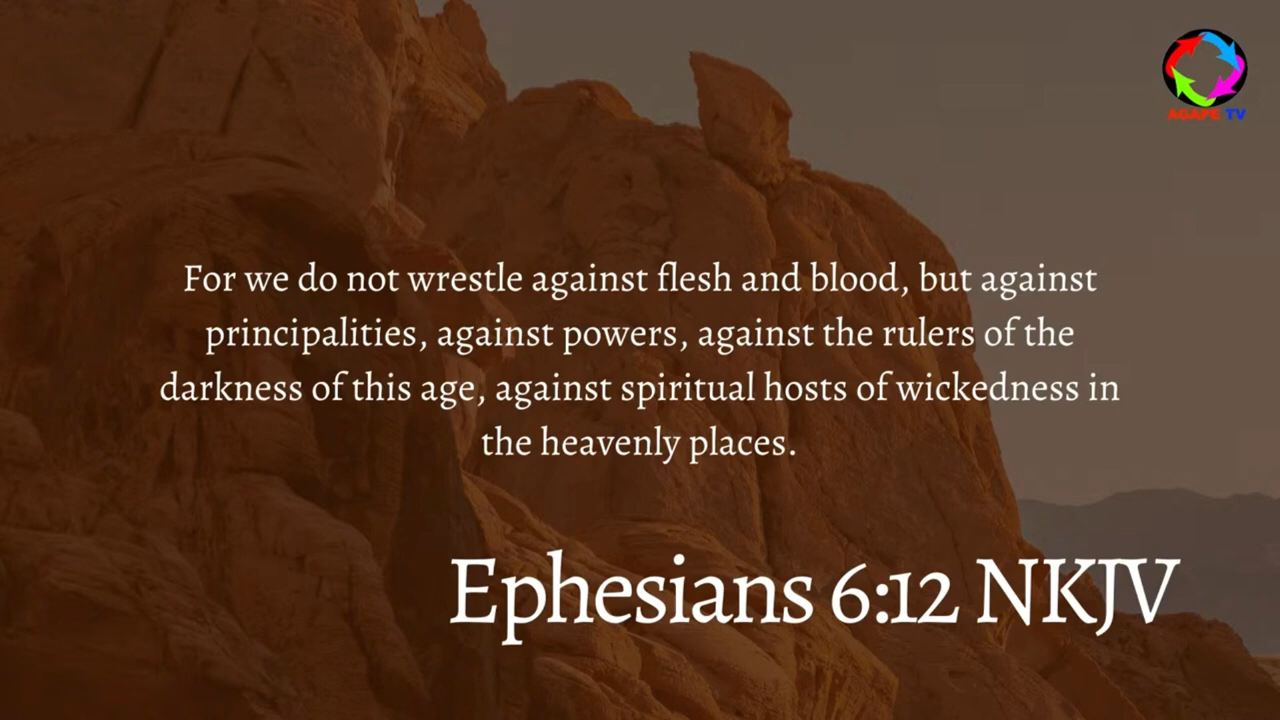 AGAPE TV
For we do not wrestle against flesh and blood, but against
principalities, against powers, against the rulers of the
darkness of this age, against spiritual hosts of wickedness in
the heavenly places.
Ephesians 6:12 NKJV